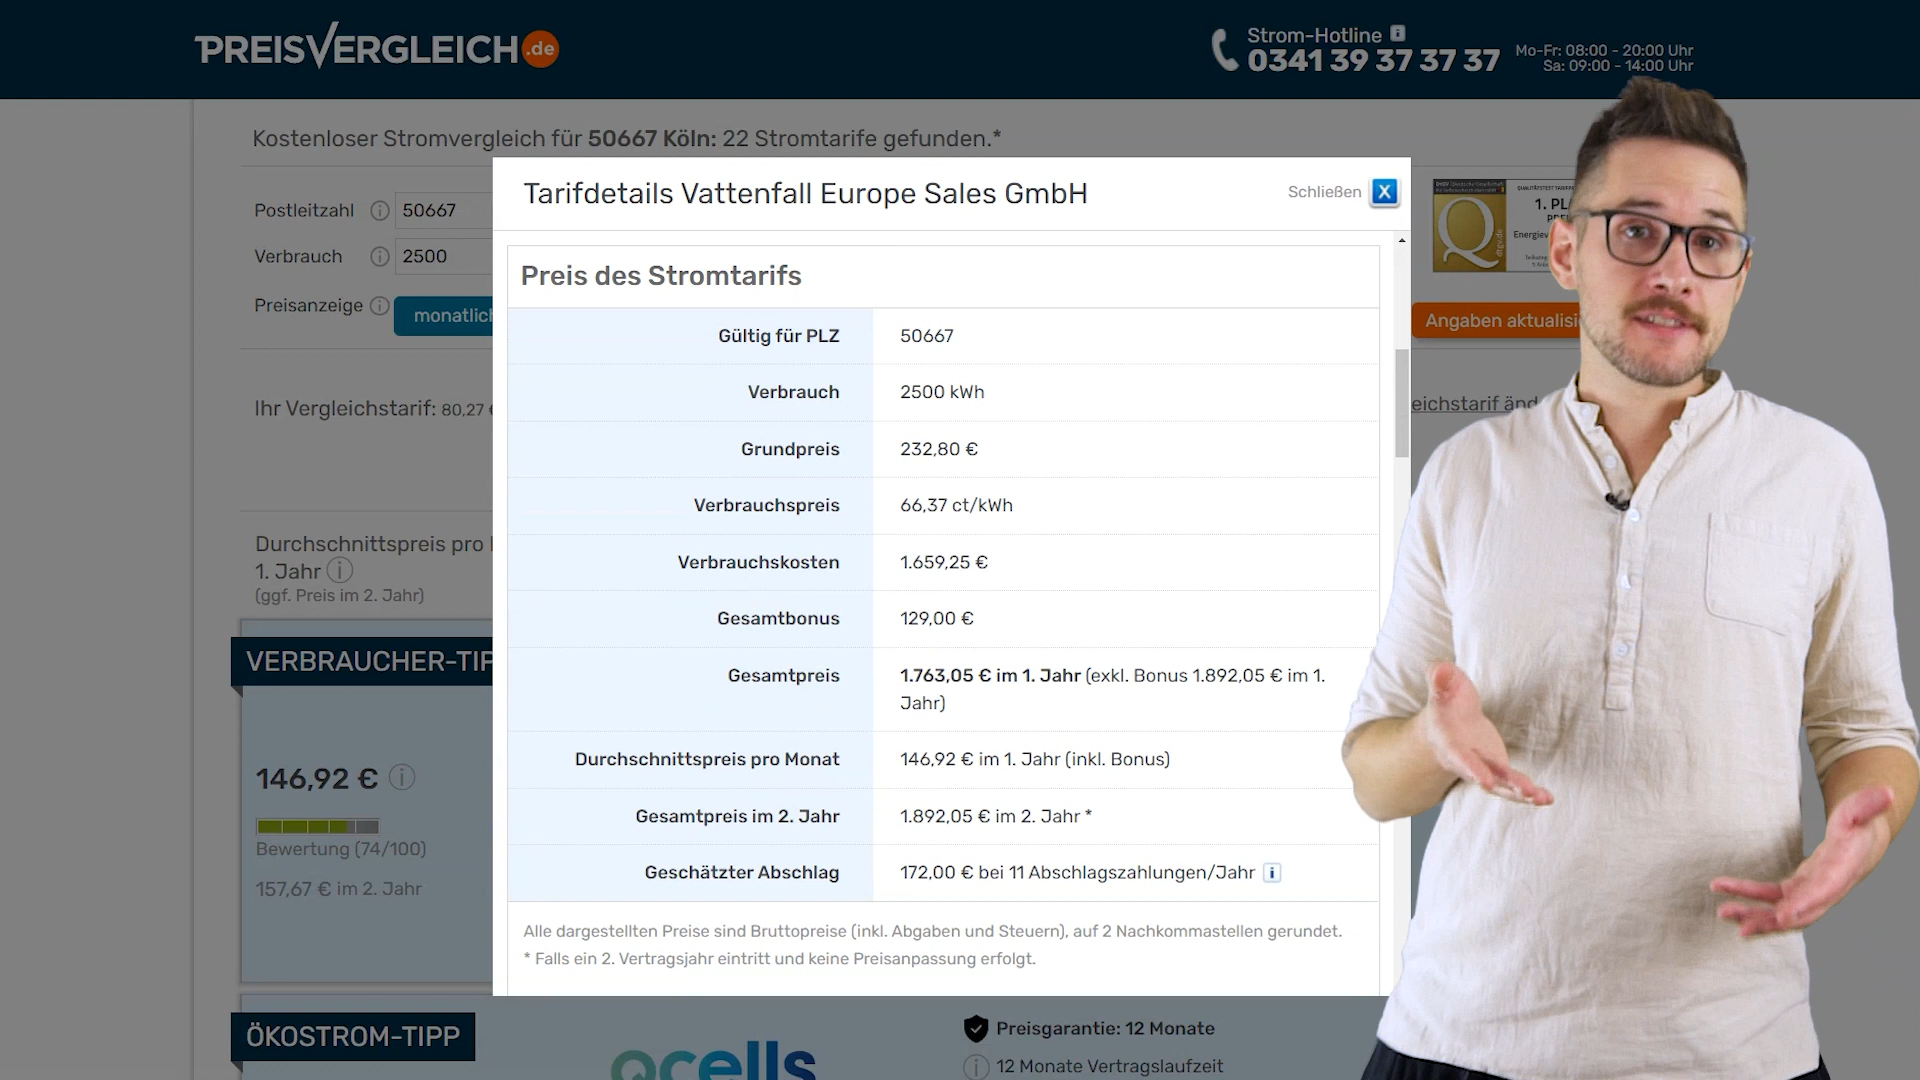 PREISVERGLEICH.de
Strom-Hotline
0341 39 37 37 37
Mo-Fr: 08:00 - 20:00 Uhr
Sa: 09:00 - 14:00 Uhr
Kostenloser Stromvergleich für 50667 Köln: 22 Stromtarife gefunden.*
Tarifdetails Vattenfall Europe Sales GmbH
Schließen X
Postleitzahl 50667
Verbrauch 2500
Preisanzeige monatlich
Ihr Vergleichstarif: 80,27 €
Durchschnittspreis pro
1. Jahr
(ggf. Preis im 2. Jahr)
VERBRAUCHER-TIP
146,92 €
Bewertung (74/100)
157,67 € im 2. Jahr
ÖKOSTROM-TIPP
Preis des Stromtarifs
Gültig für PLZ 50667
Verbrauch 2500 kWh
Grundpreis 232,80 €
Verbrauchspreis 66,37 ct/kWh
Verbrauchskosten 1.659,25 €
Gesamtbonus 129,00 €
Gesamtpreis 1.763,05 € im 1. Jahr (exkl. Bonus 1.892,05 € im 1.
Jahr)
Durchschnittspreis pro Monat 146,92 € im 1. Jahr (inkl. Bonus)
Gesamtpreis im 2. Jahr 1.892,05 € im 2. Jahr *
Geschätzter Abschlag 172,00 € bei 11 Abschlagszahlungen/Jahr
Alle dargestellten Preise sind Bruttopreise (inkl. Abgaben und Steuern), auf 2 Nachkommastellen gerundet.
* Falls ein 2. Vertragsjahr eintritt und keine Preisanpassung erfolgt.
1. PL
Angaben aktualisi
eichstarif änd
Qcells
Preisgarantie: 12 Monate
12 Monate Vertragslaufzeit